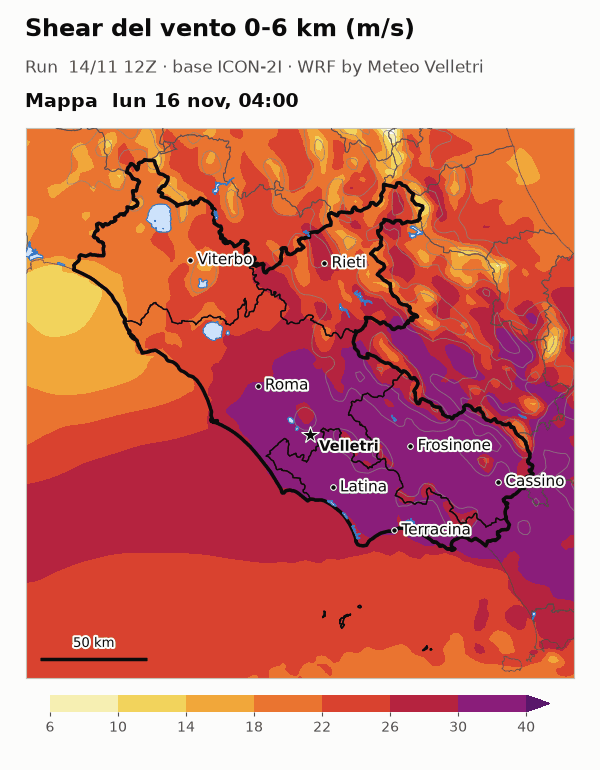 Shear del vento 0-6 km (m/s)
Run  14/11 12Z · base ICON-2I · WRF by Meteo Velletri
Mappa  lun 16 nov, 04:00
Viterbo
Rieti
Roma
Velletri
Frosinone
Latina
Cassino
Terracina
50 km
6 10 14 18 22 26 30 40